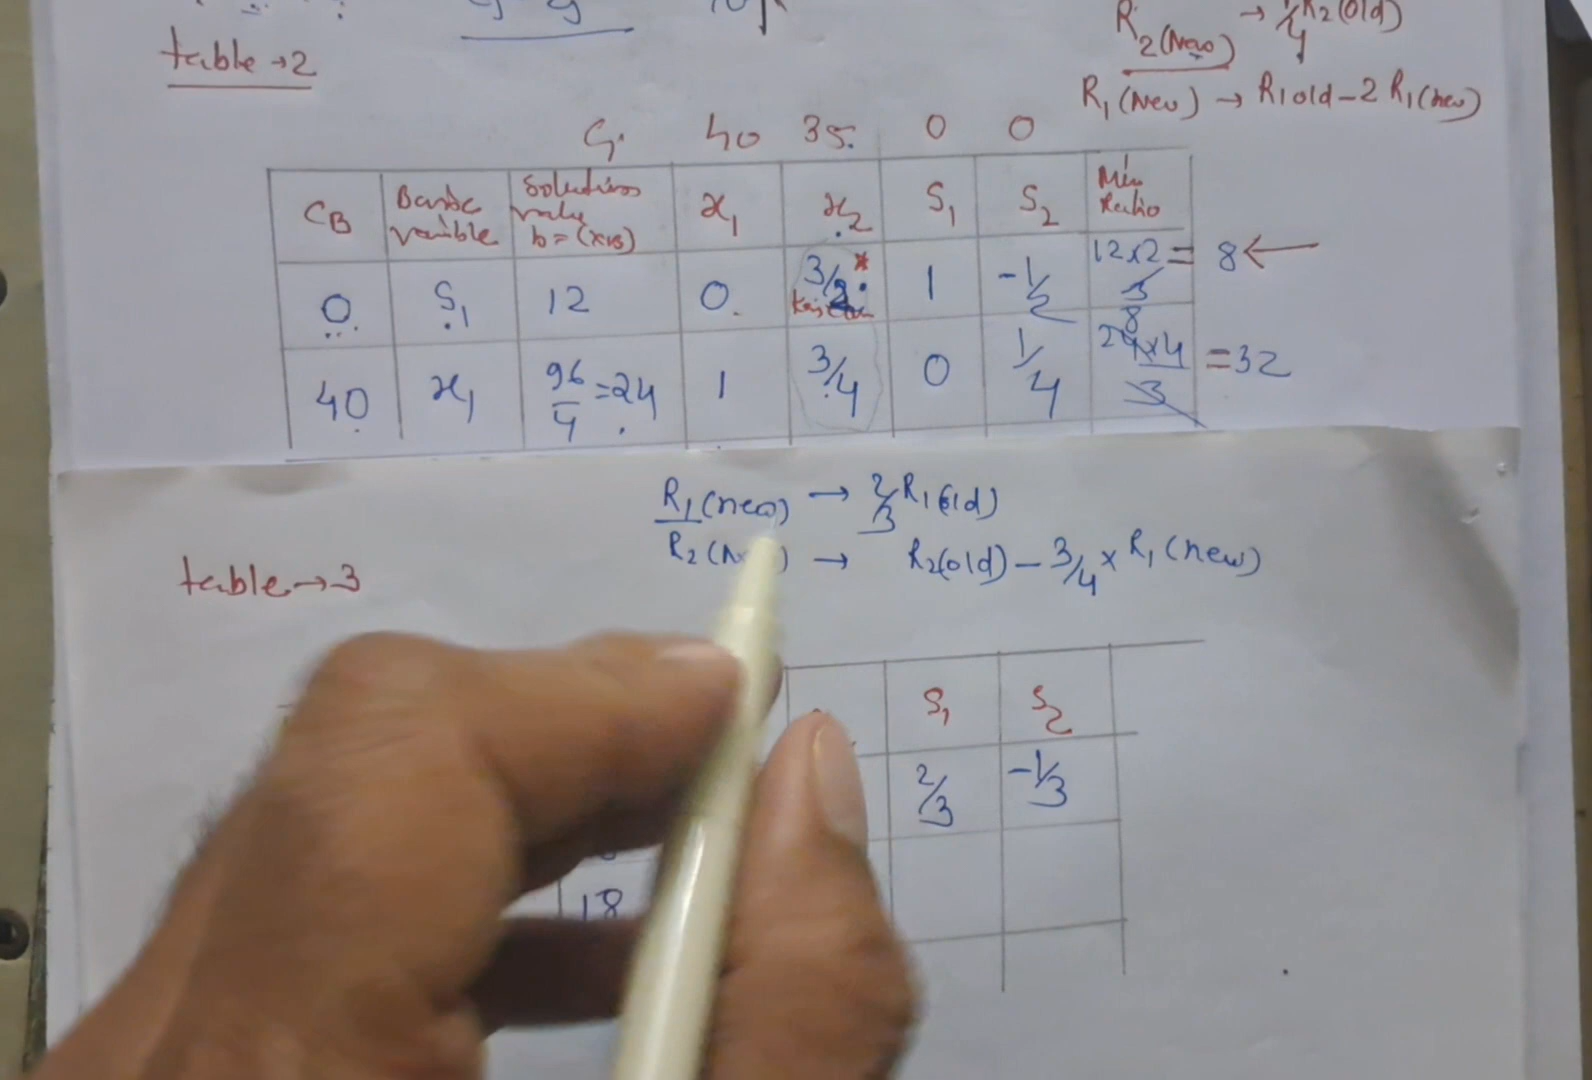 R2(New) → 1/4 R2(Old)
table → 2
R1(New) → R1old - 2 R1(new)
Cj 40 35 0 0
CB Basic variable Solution value b = (XB) x1 x2 S1 S2 Min Ratio
0 S1 12 0 3/2 * 1 -1/2 12x2/3 = 8 ←
40 x1 96/4 = 24 1 3/4 0 1/4 8 24x4/3 = 32
R1(new) → 2/3 R1(old)
R2( ) → R2(old) - 3/4 x R1(new)
table → 3
S1 S2
2/3 -1/3
18